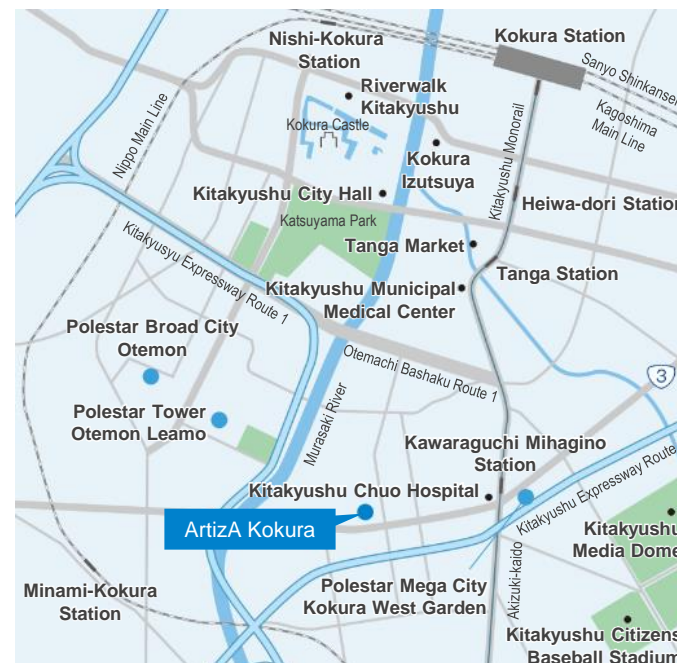 Nishi-Kokura
Station
Kokura Station
Sanyo Shinkansen
Kagoshima
Main Line
Riverwalk
Kitakyushu
Kokura Castle
Nippo Main Line
Kokura
Izutsuya
Kitakyushu Monorail
Kitakyushu City Hall
Heiwa-dori Station
Katsuyama Park
Tanga Market
Kitakyusyu Expressway Route 1
Tanga Station
Kitakyushu Municipal
Medical Center
Polestar Broad City
Otemon
Otemachi Bashaku Route 1
3
Polestar Tower
Otemon Leamo
Murasaki River
Kawaraguchi Mihagino
Station
Kitakyushu Chuo Hospital
Kitakyushu Expressway Route
ArtizA Kokura
Kitakyushu
Media Dome
Akizuki-kaido
Minami-Kokura
Station
Polestar Mega City
Kokura West Garden
Kitakyushu Citizens
Baseball Stadium